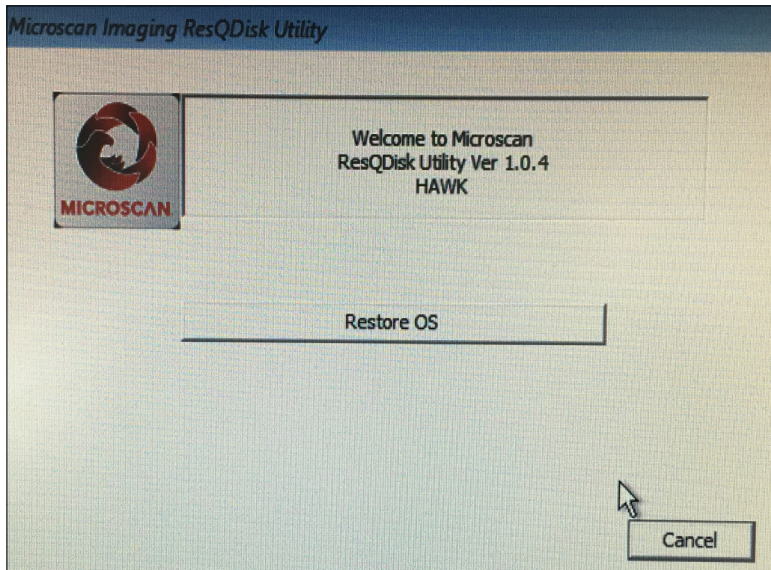 Microscan Imaging ResQDisk Utility
MICROSCAN
Welcome to Microscan
ResQDisk Utility Ver 1.0.4
HAWK
Restore OS
Cancel